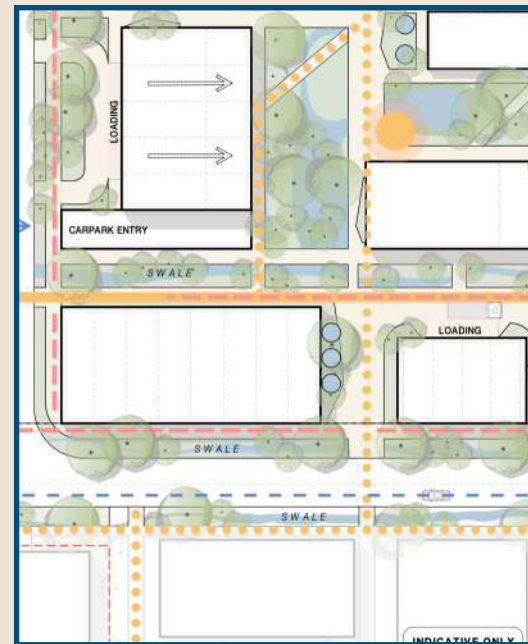 LOADING
CARPARK ENTRY
SWALE
LOADING
SWALE
SWALE
INDICATIVE ONLY